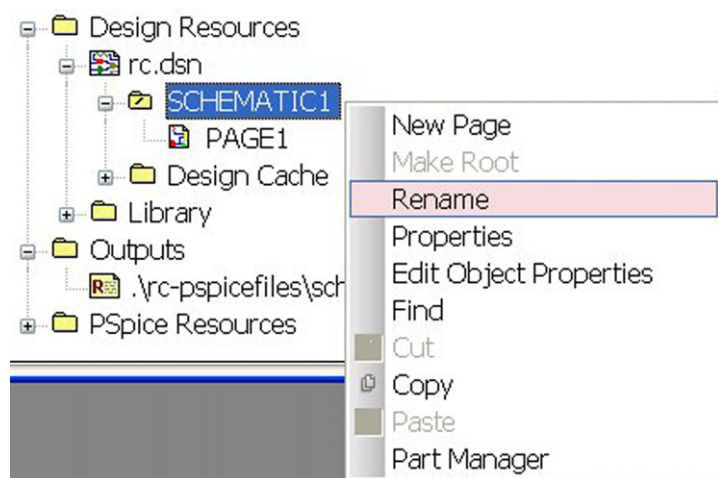 Design Resources
rc.dsn
SCHEMATIC1
PAGE1
Design Cache
Library
Outputs
.\rc-pspicefiles\sch
PSpice Resources
New Page
Make Root
Rename
Properties
Edit Object Properties
Find
Cut
Copy
Paste
Part Manager